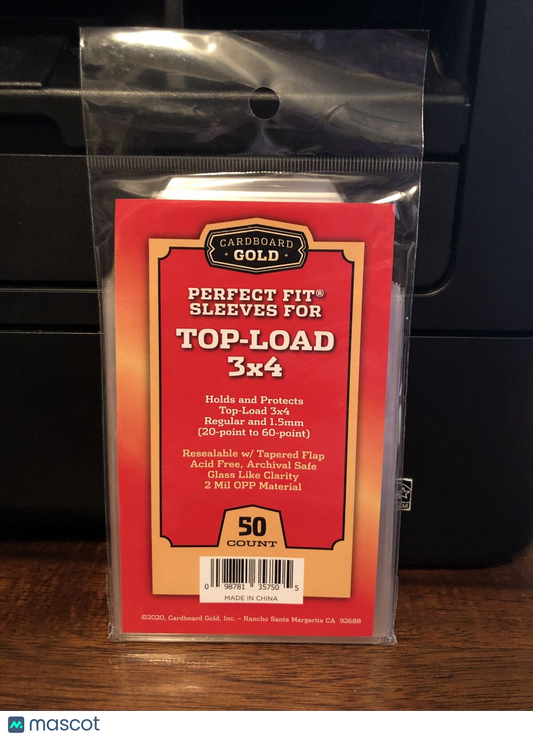 CARDBOARD
GOLD
PERFECT FIT®
SLEEVES FOR
TOP-LOAD
3x4
Holds and Protects
Top-Load 3x4
Regular and 1.5mm
(20-point to 60-point)
Resealable w/ Tapered Flap
Acid Free, Archival Safe
Glass Like Clarity
2 Mil OPP Material
50
COUNT
0 98781 35750 5
MADE IN CHINA
©2020, Cardboard Gold, Inc. - Rancho Santa Margarita CA 92688
mascot